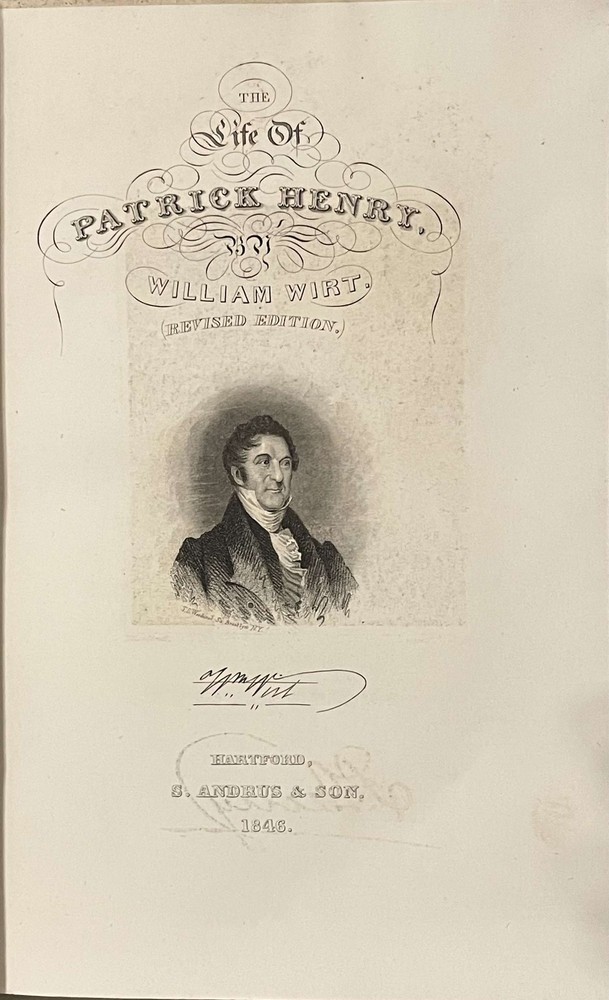 THE
Life Of
PATRICK HENRY,
BY
WILLIAM WIRT.
(REVISED EDITION.)
Wm Wirt
HARTFORD,
S. ANDRUS & SON.
1846.